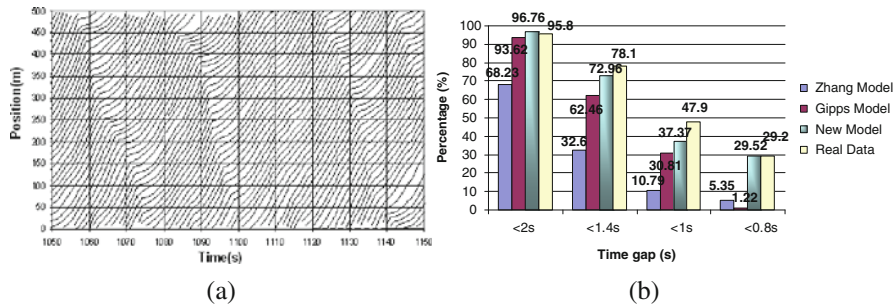 500
450
400
350
300
250
200
150
100
50
0
Position(m)
1050 1060 1070 1080 1090 1100 1110 1120 1130 1140 1150
Time(s)
(a)
100
90
80
70
60
50
40
30
20
10
0
Percentage (%)
68.23 93.62 96.76 95.8
32.6 62.46 72.96 78.1
10.79 30.81 37.37 47.9
5.35 1.22 29.52 29.2
<2s <1.4s <1s <0.8s
Time gap (s)
Zhang Model
Gipps Model
New Model
Real Data
(b)